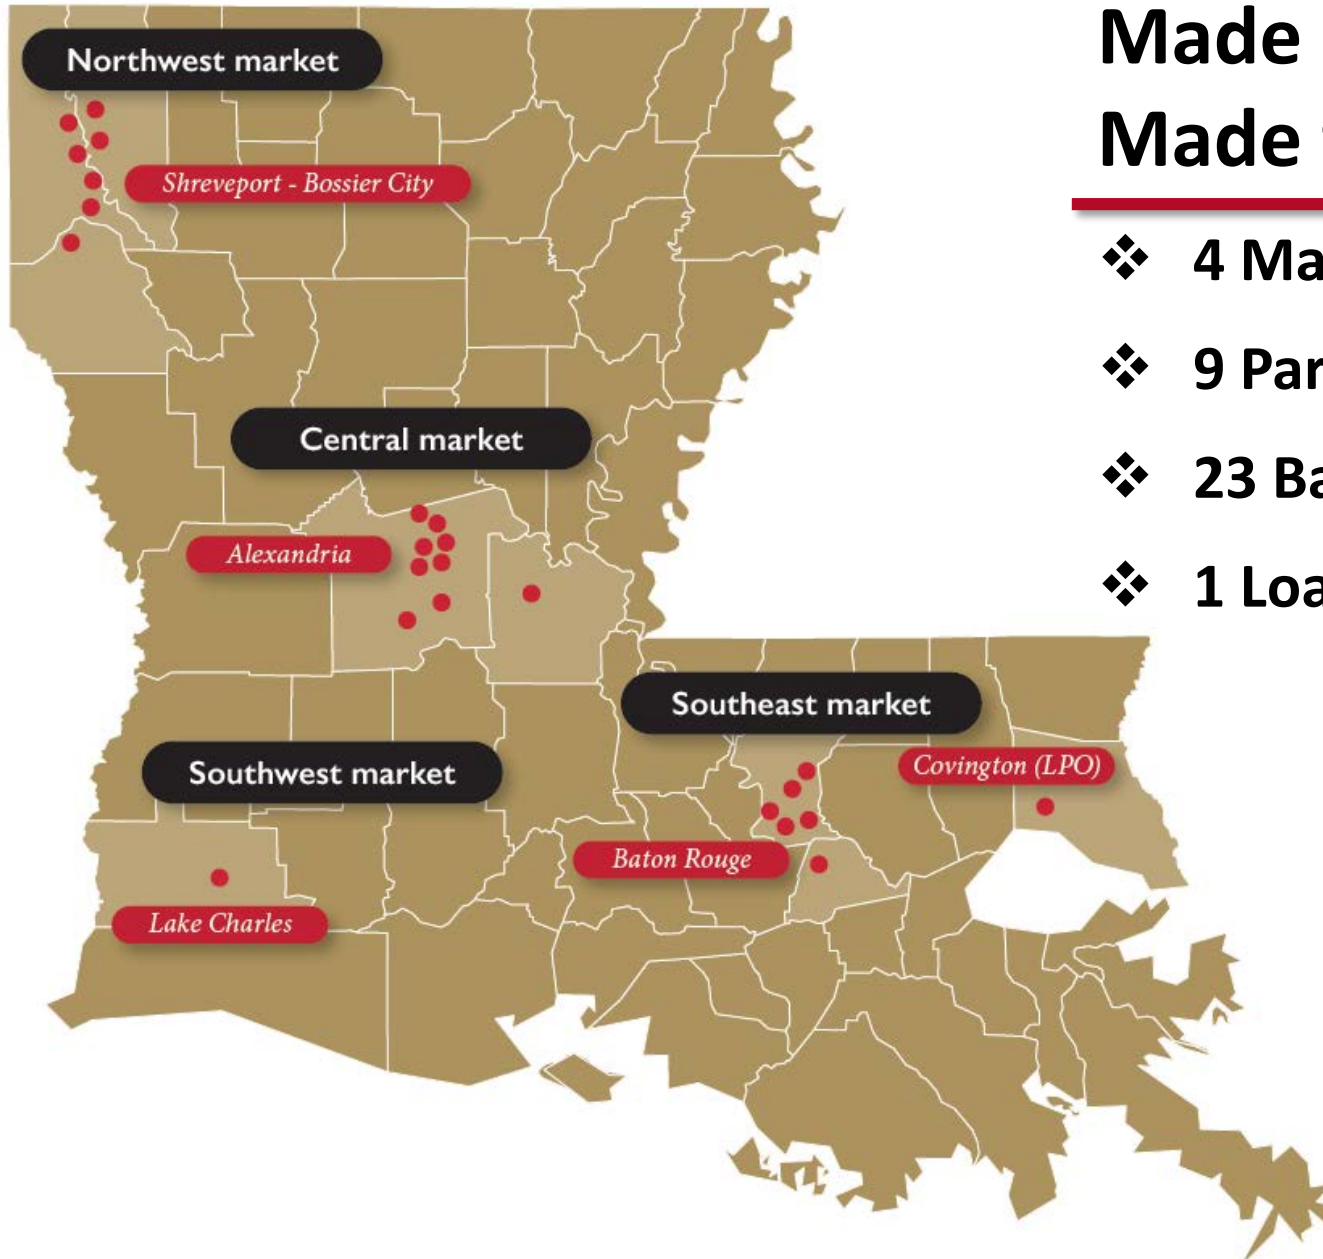 Northwest market
Shreveport - Bossier City
Central market
Alexandria
Southeast market
Covington (LPO)
Southwest market
Baton Rouge
Lake Charles
Made
Made
4 Ma
9 Par
23 Ba
1 Loa